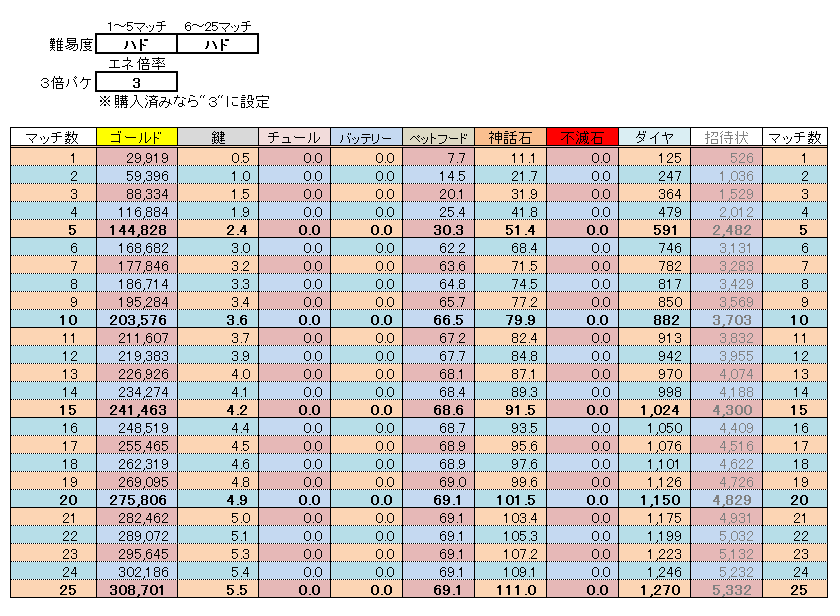 1～5マッチ 6～25マッチ
難易度 ハド ハド
エネ倍率
3倍パケ 3
※購入済みなら“3”に設定
マッチ数 ゴールド 鍵 チュール バッテリー ペットフード 神話石 不滅石 ダイヤ 招待状 マッチ数
1 29,919 0.5 0.0 0.0 7.7 11.1 0.0 125 526 1
2 59,396 1.0 0.0 0.0 14.5 21.7 0.0 247 1,036 2
3 88,334 1.5 0.0 0.0 20.1 31.9 0.0 364 1,529 3
4 116,884 1.9 0.0 0.0 25.4 41.8 0.0 479 2,012 4
5 144,828 2.4 0.0 0.0 30.3 51.4 0.0 591 2,482 5
6 168,682 3.0 0.0 0.0 62.2 68.4 0.0 746 3,131 6
7 177,846 3.2 0.0 0.0 63.6 71.5 0.0 782 3,283 7
8 186,714 3.3 0.0 0.0 64.8 74.5 0.0 817 3,429 8
9 195,284 3.4 0.0 0.0 65.7 77.2 0.0 850 3,569 9
10 203,576 3.6 0.0 0.0 66.5 79.9 0.0 882 3,703 10
11 211,607 3.7 0.0 0.0 67.2 82.4 0.0 913 3,832 11
12 219,383 3.9 0.0 0.0 67.7 84.8 0.0 942 3,955 12
13 226,926 4.0 0.0 0.0 68.1 87.1 0.0 970 4,074 13
14 234,274 4.1 0.0 0.0 68.4 89.3 0.0 998 4,188 14
15 241,463 4.2 0.0 0.0 68.6 91.5 0.0 1,024 4,300 15
16 248,519 4.4 0.0 0.0 68.7 93.5 0.0 1,050 4,409 16
17 255,465 4.5 0.0 0.0 68.9 95.6 0.0 1,076 4,516 17
18 262,319 4.6 0.0 0.0 68.9 97.6 0.0 1,101 4,622 18
19 269,095 4.8 0.0 0.0 69.0 99.6 0.0 1,126 4,726 19
20 275,806 4.9 0.0 0.0 69.1 101.5 0.0 1,150 4,829 20
21 282,462 5.0 0.0 0.0 69.1 103.4 0.0 1,175 4,931 21
22 289,072 5.1 0.0 0.0 69.1 105.3 0.0 1,199 5,032 22
23 295,645 5.3 0.0 0.0 69.1 107.2 0.0 1,223 5,132 23
24 302,186 5.4 0.0 0.0 69.1 109.1 0.0 1,246 5,232 24
25 308,701 5.5 0.0 0.0 69.1 111.0 0.0 1,270 5,332 25